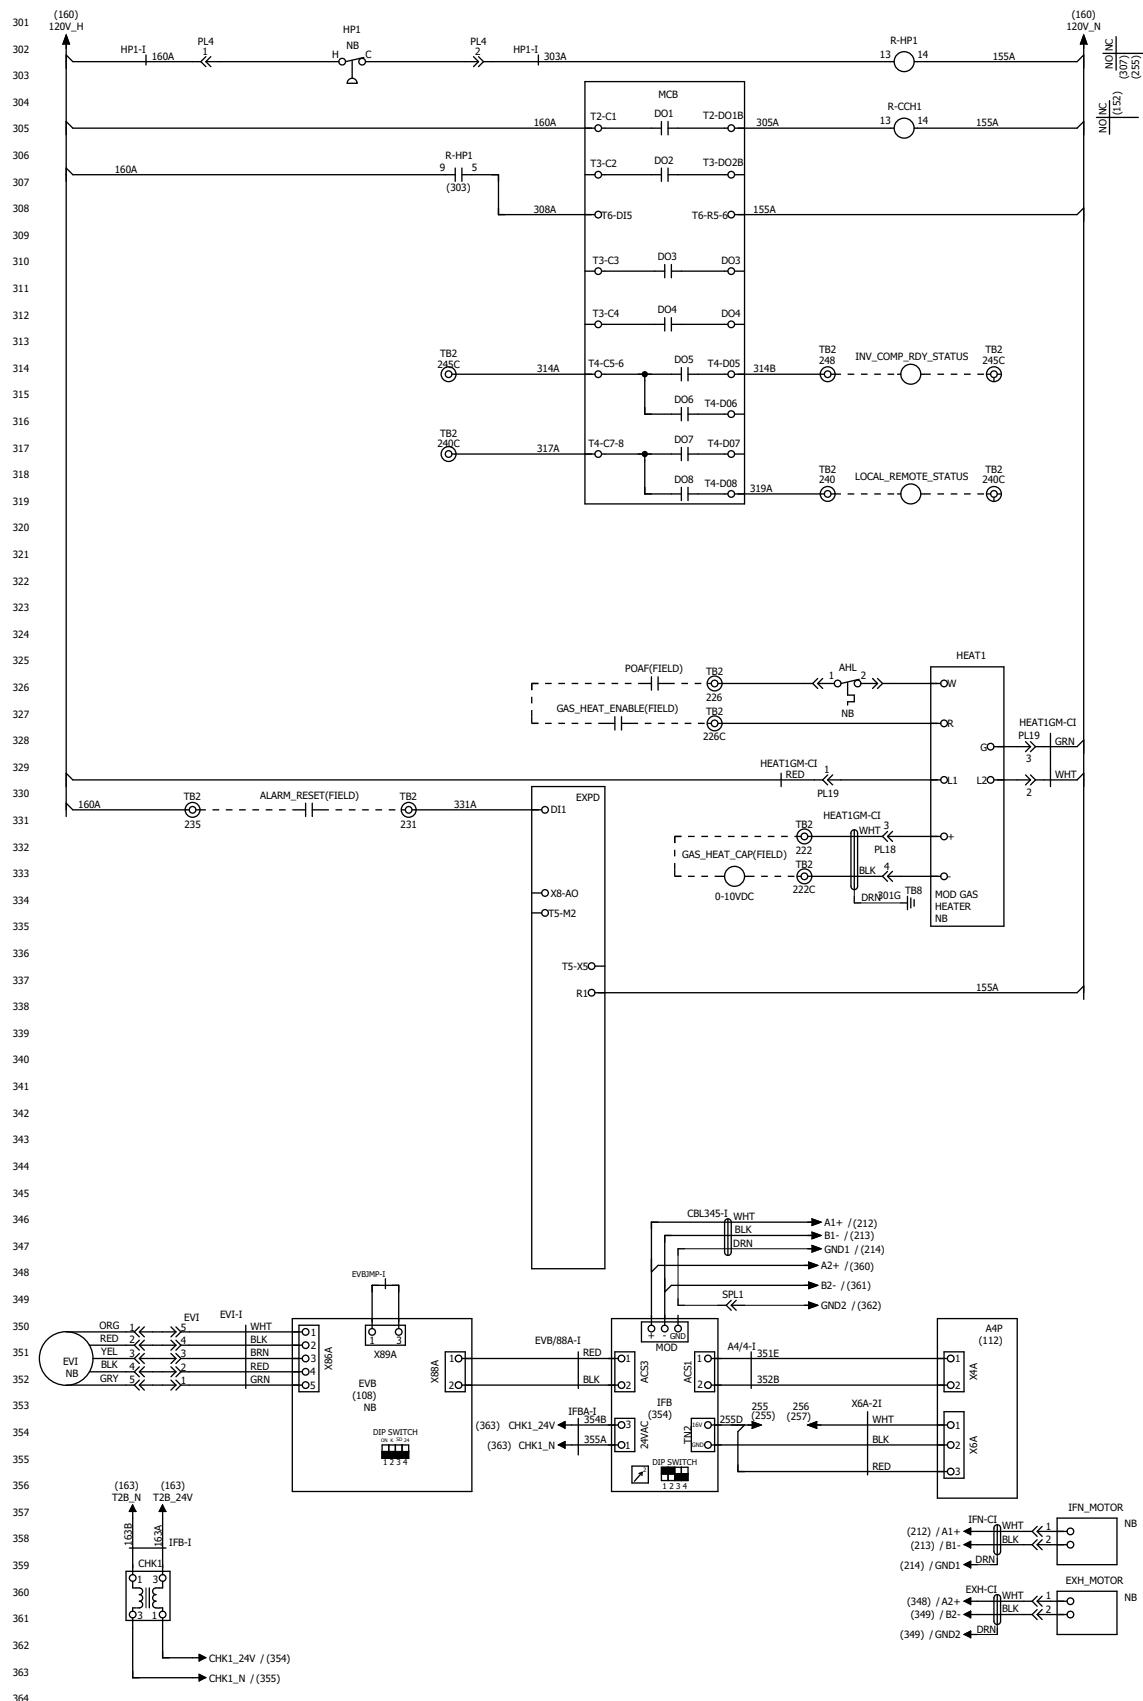 301 (160) 120V_H (160) 120V_N
302 HP1-I 160A PL4 1 HP1 NB H C PL4 2 HP1-I 303A R-HP1 13 14 155A NO NC (307) (255)
303
304 MCB NO NC (152)
305 160A T2-C1 DO1 T2-DO1B 305A R-CCH1 13 14 155A
306 R-HP1
307 160A 9 5 (303) T3-C2 DO2 T3-DO2B
308 308A T6-DI5 T6-R5-6 155A
309
310 T3-C3 DO3 DO3
311
312 T3-C4 DO4 DO4
313
314 TB2 245C 314A T4-C5-6 DO5 T4-D05 314B TB2 248 INV_COMP_RDY_STATUS TB2 245C
315 DO6 T4-D06
316
317 TB2 240C 317A T4-C7-8 DO7 T4-D07
318
319 DO8 T4-D08 319A TB2 240 LOCAL_REMOTE_STATUS TB2 240C
320
321
322
323
324
325 HEAT1
326 POAF(FIELD) TB2 226 1 AHL 2 NB W
327 GAS_HEAT_ENABLE(FIELD) TB2 226C R
328 G PL19 3 HEAT1GM-CI GRN
329 HEAT1GM-CI RED 1 PL19 L1 L2 2 WHT
330 160A TB2 235 ALARM_RESET(FIELD) TB2 231 331A EXPD DI1
331 HEAT1GM-CI
332 TB2 222 WHT 3 PL18 +
333 GAS_HEAT_CAP(FIELD) 0-10VDC TB2 222C BLK 4 -
334 X8-AO DRN 301G TB8 MOD GAS HEATER NB
335 T5-M2
336
337 T5-X5
338 R1 155A
339
340
341
342
343
344
345
346 CBL345-I WHT A1+ / (212)
347 BLK B1- / (213)
DRN GND1 / (214)
348 EVBJMP-I A2+ / (360)
B2- / (361)
349 SPL1 GND2 / (362)
350 ORG 1 EVI 5 EVI-I WHT 1 1 3 + - GND MOD A4P (112)
351 RED 2 4 BLK 2 X89A EVB/88A-I A4/4-I
EVI NB YEL 3 3 BRN 3 X86A X88A 1 RED 1 ACS3 ACS1 1 351E 1 X4A
352 BLK 4 2 RED 4 EVB (108) NB
GRY 5 1 GRN 5 2 BLK 2 IFB (354) 2 352B 2
353 IFBA-I 255 (255) 256 (257) X6A-2I
354 DIP SWITCH ON K SD 24 1 2 3 4 (363) CHK1_24V 354B 3 24VAC TN2 16V 255D WHT 1 X6A
355 (363) CHK1_N 355A 1 GND BLK 2
DIP SWITCH 1 2 3 4 RED 3
356 (163) T2B_N (163) T2B_24V
357 IFN_MOTOR NB
358 163B 163A IFB-I (212) / A1+ IFN-CI WHT 1
(213) / B1- BLK 2
359 CHK1 (214) / GND1 DRN
360 1 3 EXH_MOTOR NB
(348) / A2+ EXH-CI WHT 1
361 3 1 (349) / B2- BLK 2
362 (349) / GND2 DRN
CHK1_24V / (354)
363 CHK1_N / (355)
364